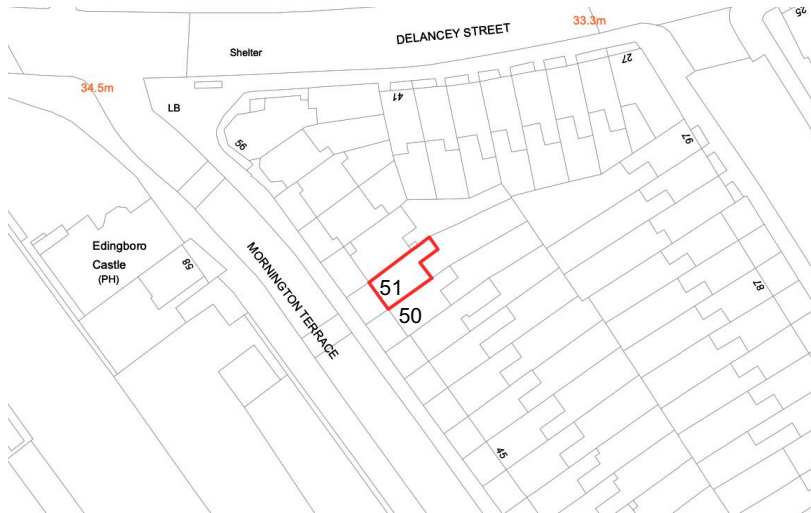 33.3m
25
DELANCEY STREET
Shelter
27
34.5m
41
LB
97
56
Edingboro
Castle
(PH)
58
MORNINGTON TERRACE
51
50
87
45